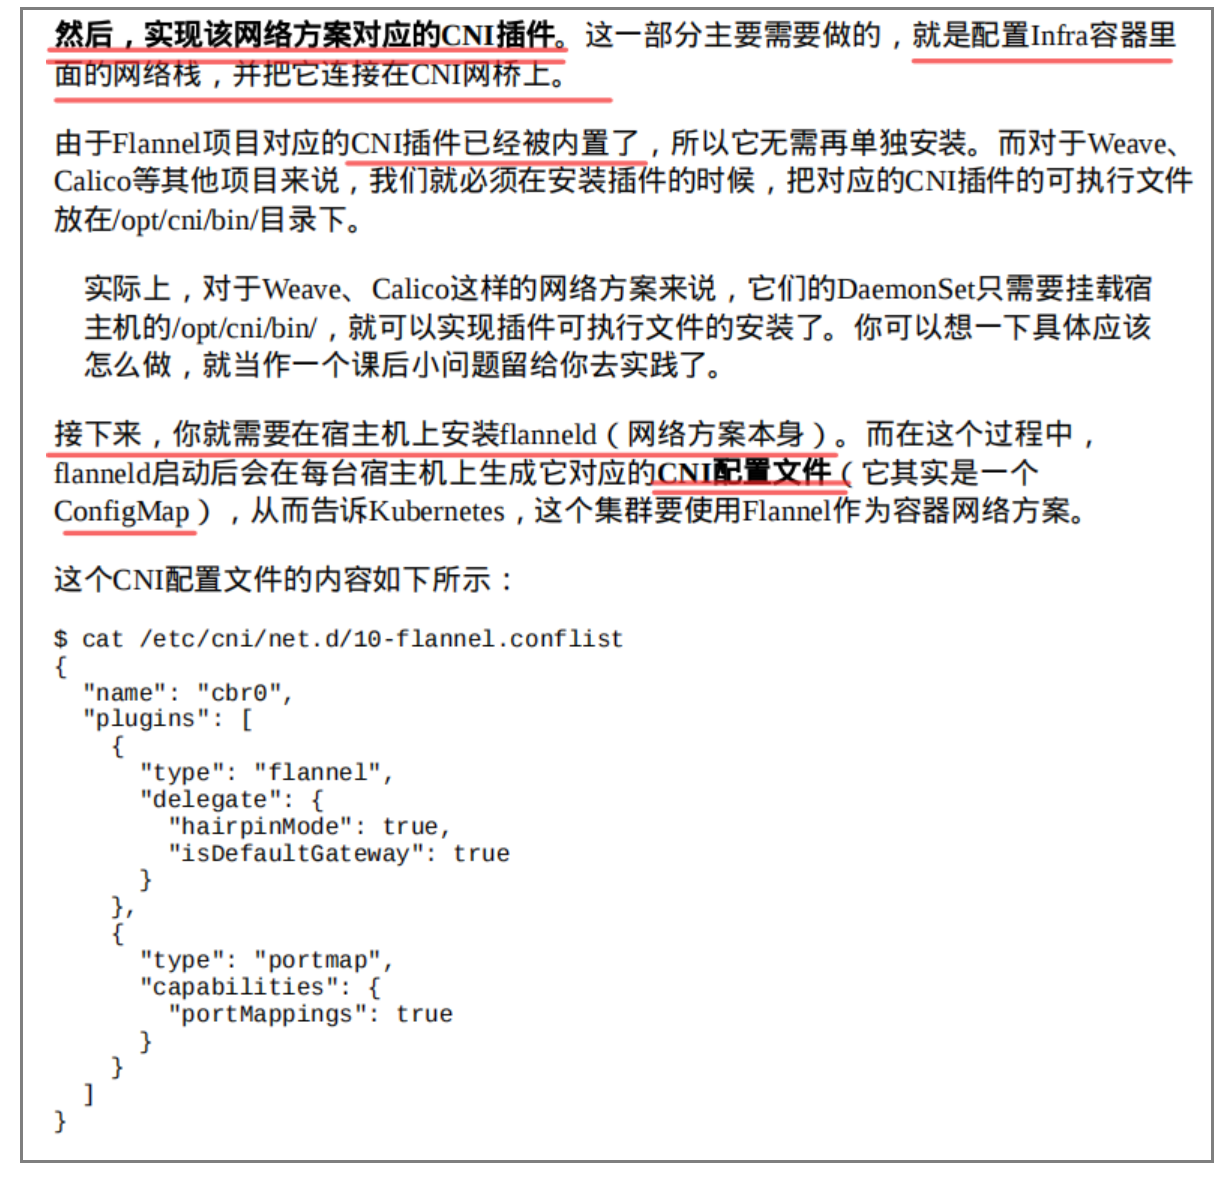 然后，实现该网络方案对应的CNI插件。这一部分主要需要做的，就是配置Infra容器里
面的网络栈，并把它连接在CNI网桥上。
由于Flannel项目对应的CNI插件已经被内置了，所以它无需再单独安装。而对于Weave、
Calico等其他项目来说，我们就必须在安装插件的时候，把对应的CNI插件的可执行文件
放在/opt/cni/bin/目录下。
实际上，对于Weave、Calico这样的网络方案来说，它们的DaemonSet只需要挂载宿
主机的/opt/cni/bin/，就可以实现插件可执行文件的安装了。你可以想一下具体应该
怎么做，就当作一个课后小问题留给你去实践了。
接下来，你就需要在宿主机上安装flanneld（网络方案本身）。而在这个过程中，
flanneld启动后会在每台宿主机上生成它对应的CNI配置文件（它其实是一个
ConfigMap），从而告诉Kubernetes，这个集群要使用Flannel作为容器网络方案。
这个CNI配置文件的内容如下所示：
$ cat /etc/cni/net.d/10-flannel.conflist
{
  "name": "cbr0",
  "plugins": [
    {
      "type": "flannel",
      "delegate": {
        "hairpinMode": true,
        "isDefaultGateway": true
      }
    },
    {
      "type": "portmap",
      "capabilities": {
        "portMappings": true
      }
    }
  ]
}